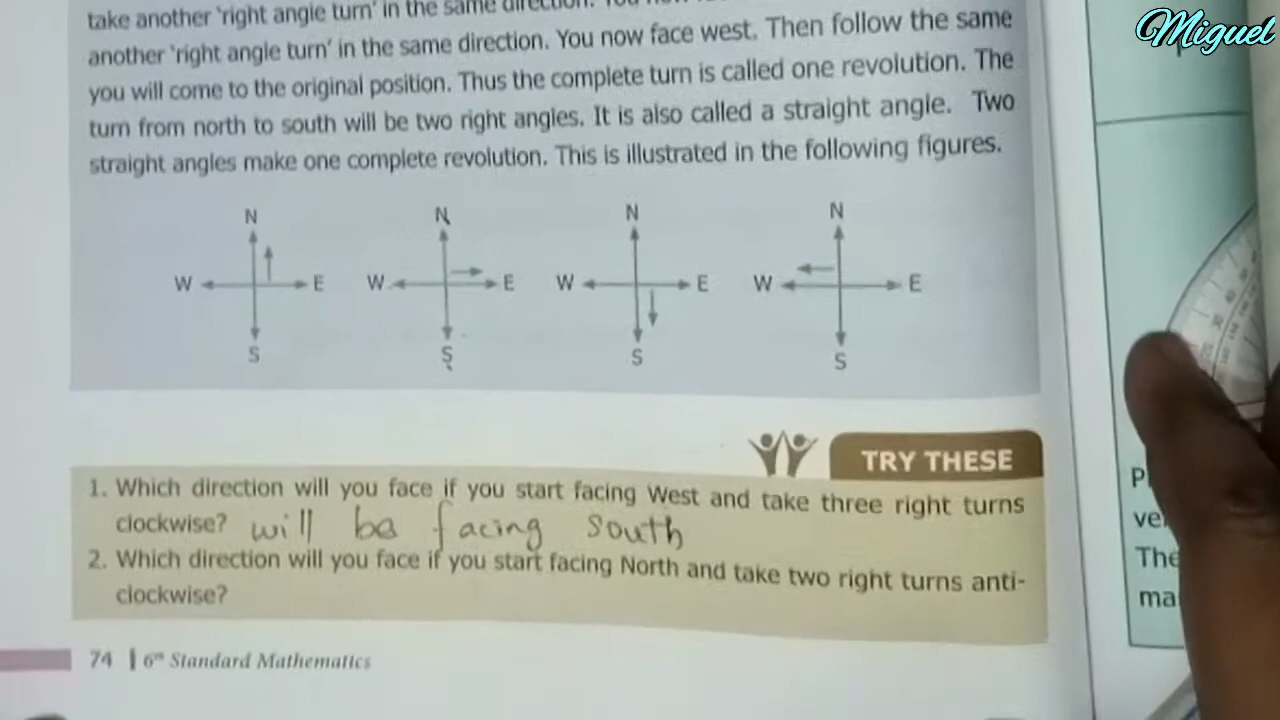 Miguel
take another 'right angle turn' in the same direction.
another 'right angle turn' in the same direction. You now face west. Then follow the same
you will come to the original position. Thus the complete turn is called one revolution. The
turn from north to south will be two right angles. It is also called a straight angle. Two
straight angles make one complete revolution. This is illustrated in the following figures.
N N N N
W E W E W E W E
S S S S
TRY THESE
1. Which direction will you face if you start facing West and take three right turns
clockwise? will be facing south
2. Which direction will you face if you start facing North and take two right turns anti-
clockwise?
74 | 6th Standard Mathematics
The
ma